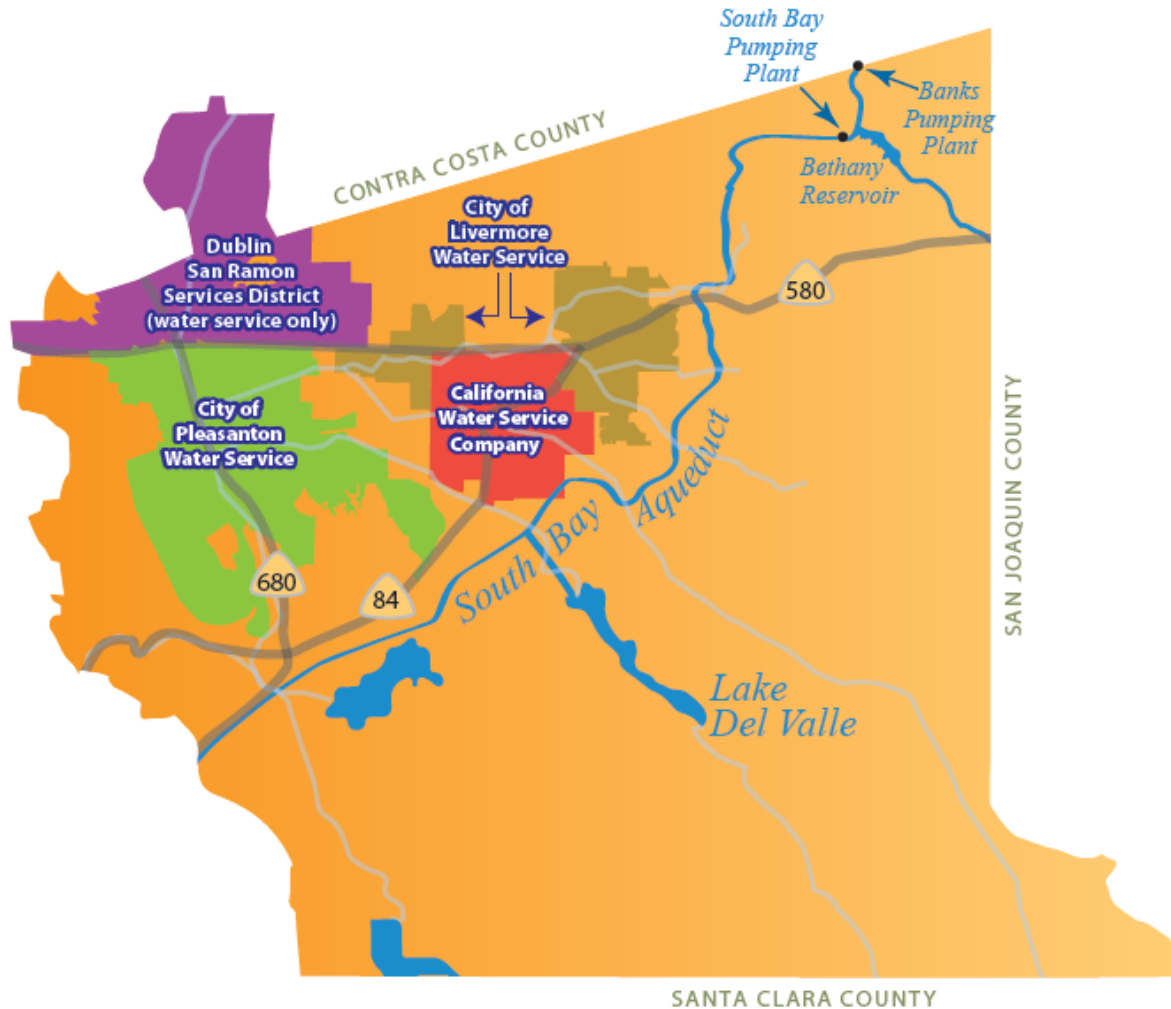 South Bay
Pumping
Plant
Banks
Pumping
Plant
Bethany
Reservoir
CONTRA COSTA COUNTY
City of
Livermore
Water Service
Dublin
San Ramon
Services District
(water service only)
580
California
Water Service
Company
City of
Pleasanton
Water Service
South Bay Aqueduct
SAN JOAQUIN COUNTY
680
84
Lake
Del Valle
SANTA CLARA COUNTY